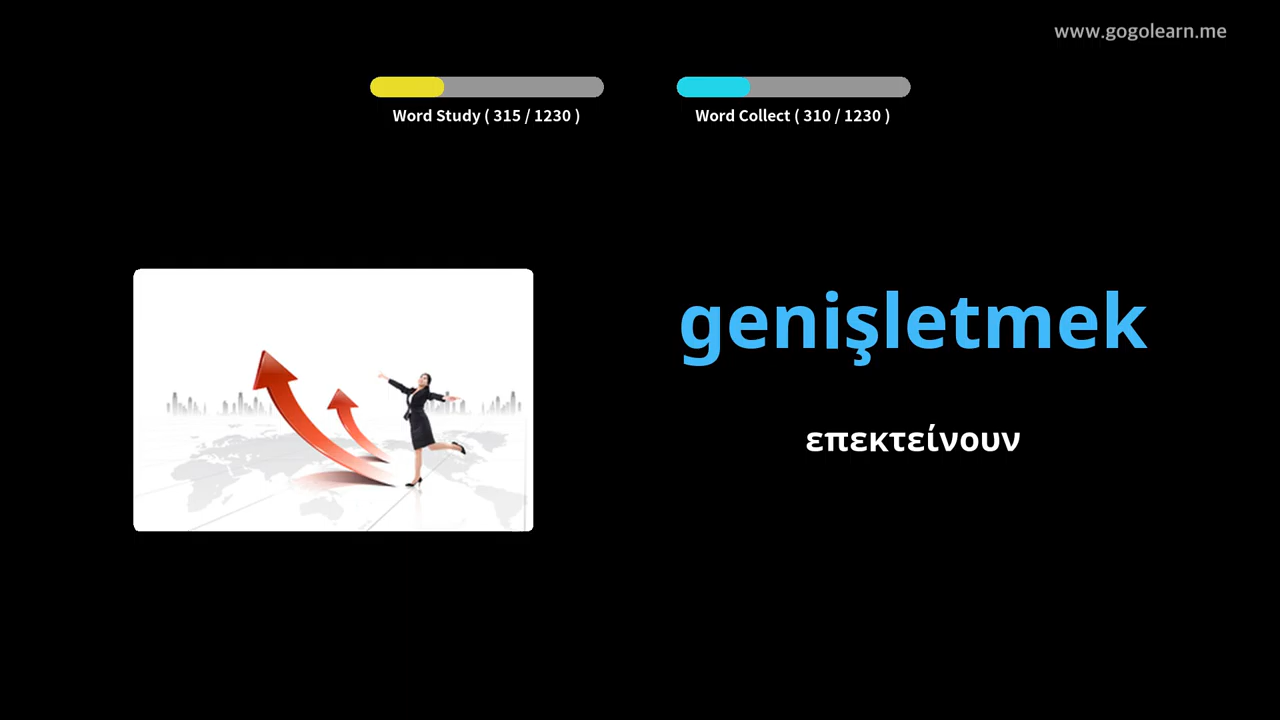 www.gogolearn.me
Word Study ( 315 / 1230 )
Word Collect ( 310 / 1230 )
genişletmek
επεκτείνουν